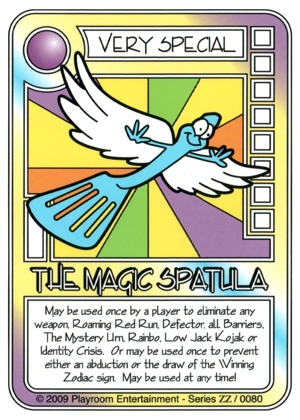 VERY SPECIAL
THE MAGIC SPATULA
May be used once by a player to eliminate any
weapon, Roaming Red Run, Defector, all Barriers,
The Mystery Urn, Rainbo, Low Jack Kojak or
Identity Crisis. Or may be used once to prevent
either an abduction or the draw of the Winning
Zodiac sign. May be used at any time!
© 2009 Playroom Entertainment - Series ZZ / 0080